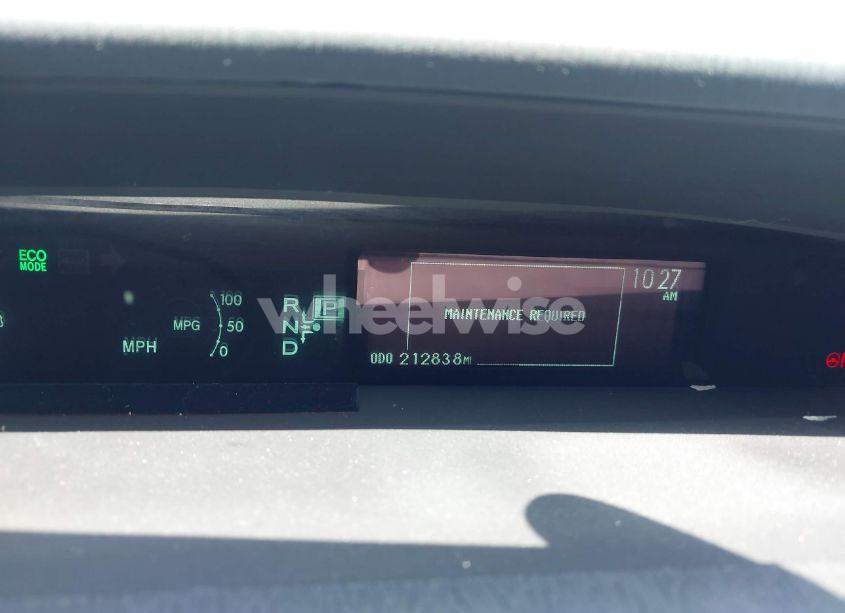 ECO
MODE
MPH
MPG
100
50
0
R
N
D
P
10:27
AM
MAINTENANCE REQUIRED
ODO 212838 MI
wheelwise